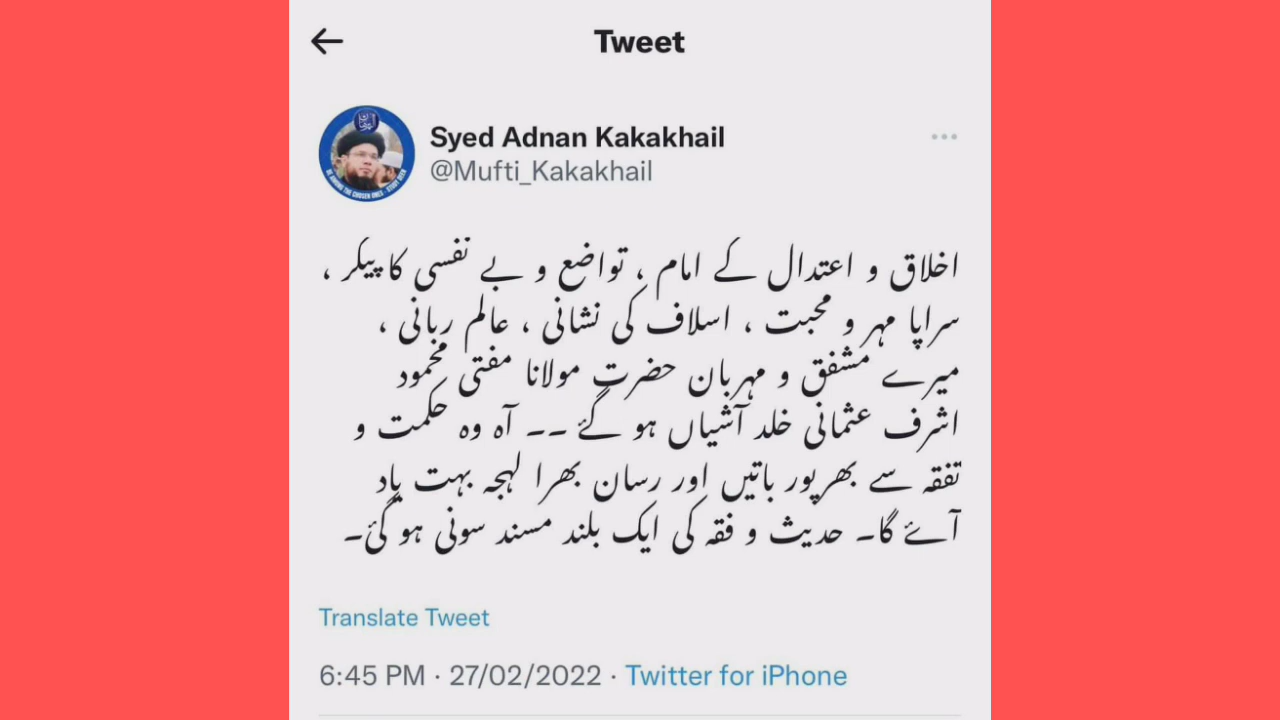 Tweet
Syed Adnan Kakakhail
@Mufti_Kakakhail
اخلاق و اعتدال کے امام ، تواضع و بے نفسی کا پیکر ،
سراپا مہر و محبت ، اسلاف کی نشانی ، عالم ربانی ،
میرے مشفق و مہربان حضرت مولانا مفتی محمود
اشرف عثمانی خلد آشیاں ہو گئے ۔۔ آہ وہ حکمت و
تفقہ سے بھرپور باتیں اور رسان بھرا لہجہ بہت یاد
آئے گا۔ حدیث و فقہ کی ایک بلند مسند سونی ہو گئ۔
Translate Tweet
6:45 PM · 27/02/2022 · Twitter for iPhone